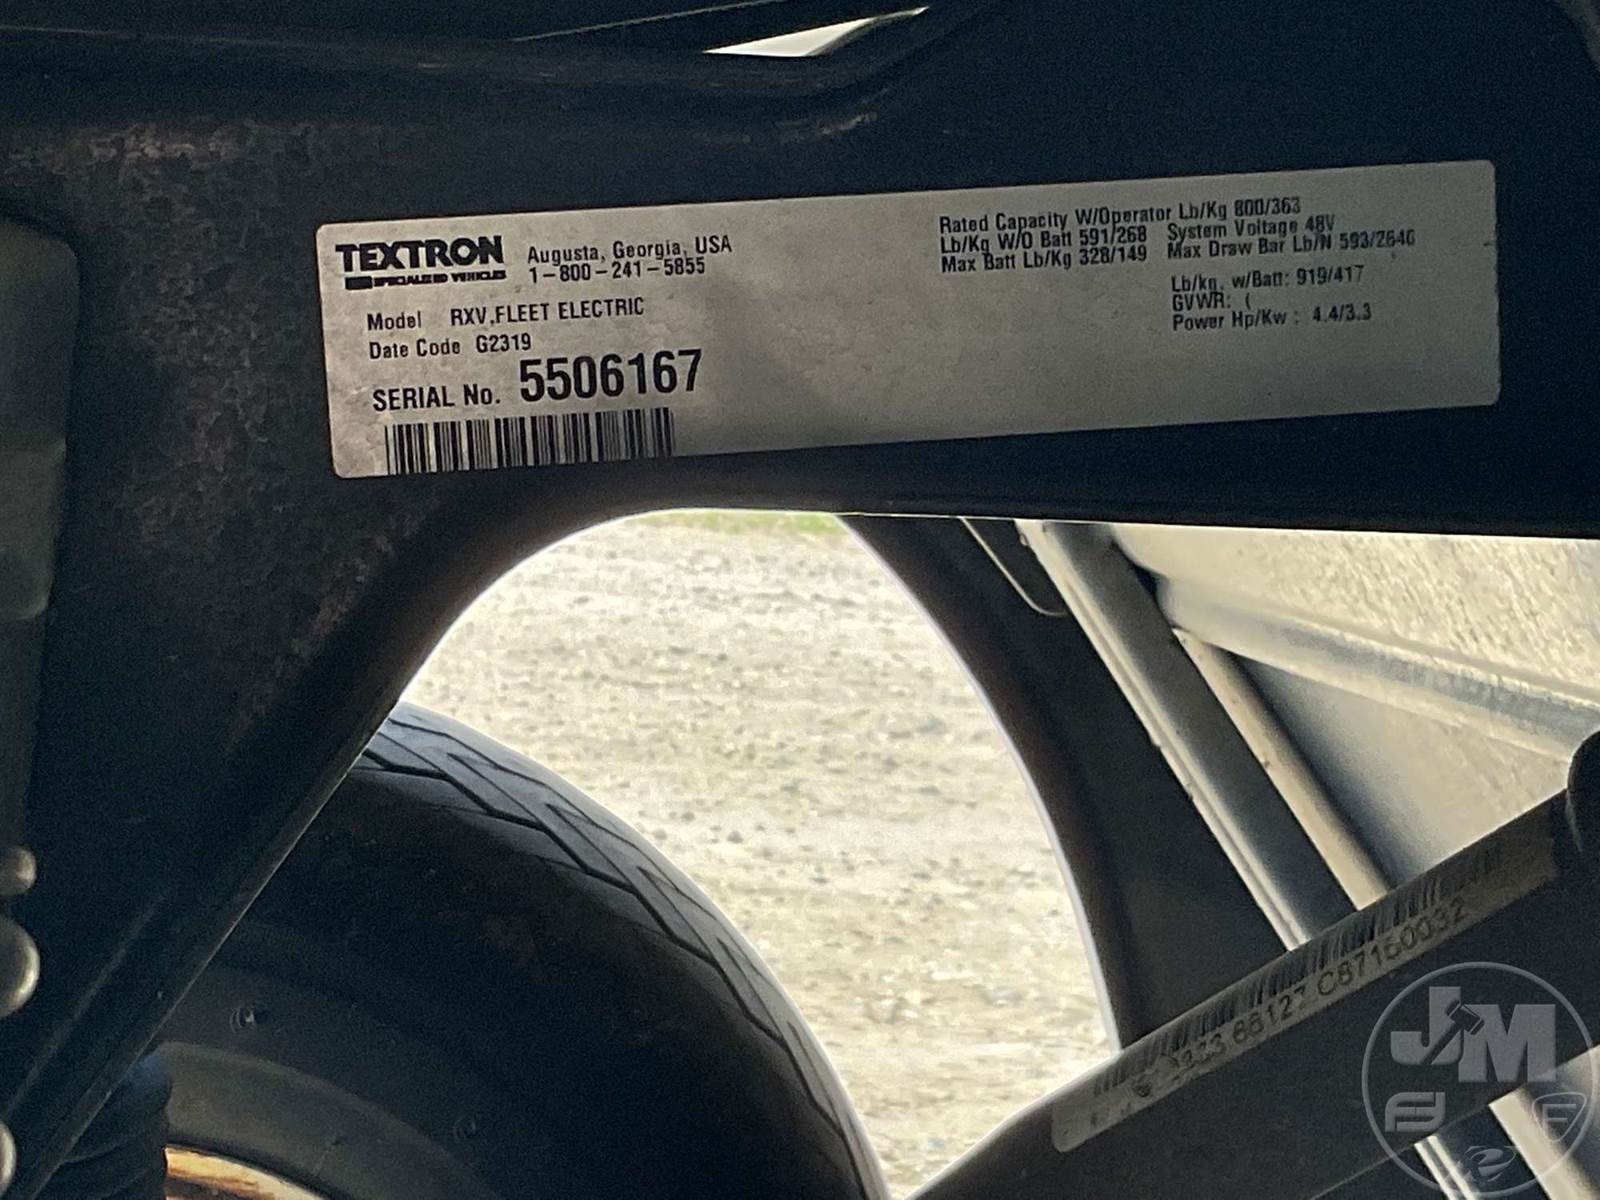 TEXTRON
SPECIALIZED VEHICLES
Augusta, Georgia, USA
1-800-241-5855
Model RXV,FLEET ELECTRIC
Date Code G2319
SERIAL No. 5506167
Rated Capacity W/Operator Lb/Kg 800/363
Lb/Kg W/O Batt 591/268 System Voltage 48V
Max Batt Lb/Kg 328/149 Max Draw Bar Lb/N 593/2640
Lb/kg. w/Batt: 919/417
GVWR: (
Power Hp/Kw : 4.4/3.3
CB7160032
JM